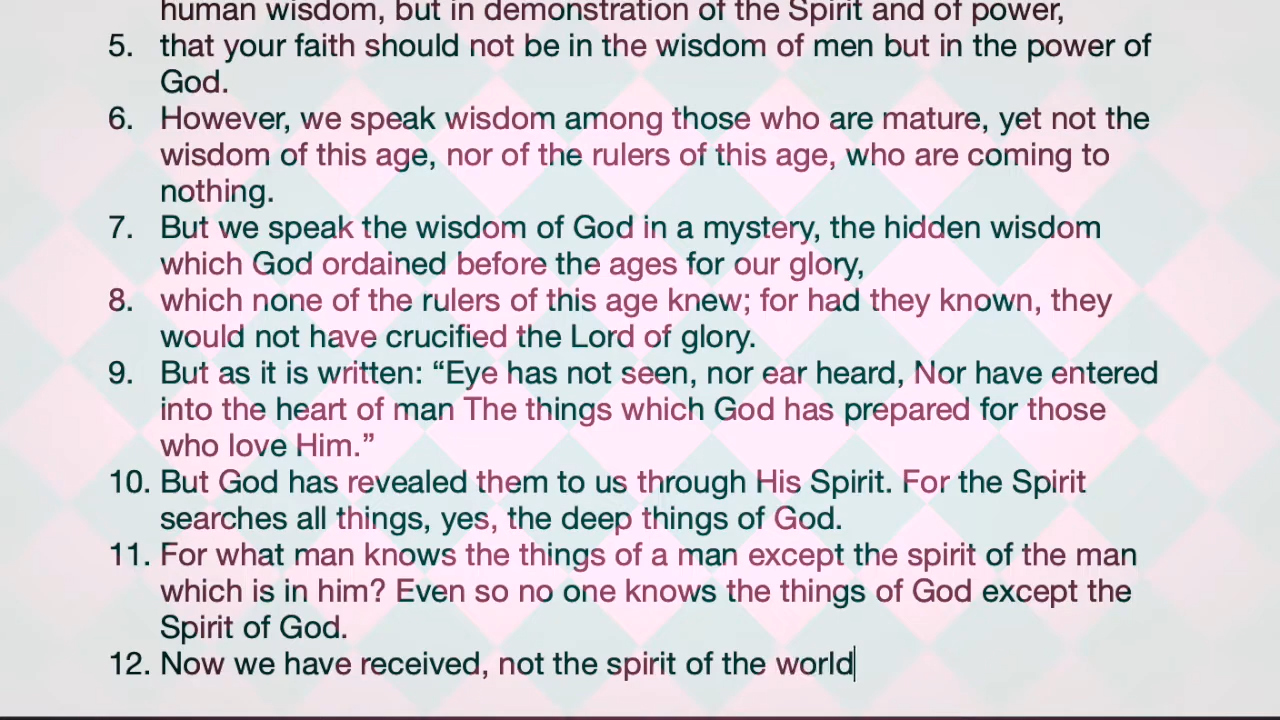 human wisdom, but in demonstration of the Spirit and of power,
5. that your faith should not be in the wisdom of men but in the power of
God.
6. However, we speak wisdom among those who are mature, yet not the
wisdom of this age, nor of the rulers of this age, who are coming to
nothing.
7. But we speak the wisdom of God in a mystery, the hidden wisdom
which God ordained before the ages for our glory,
8. which none of the rulers of this age knew; for had they known, they
would not have crucified the Lord of glory.
9. But as it is written: “Eye has not seen, nor ear heard, Nor have entered
into the heart of man The things which God has prepared for those
who love Him.”
10. But God has revealed them to us through His Spirit. For the Spirit
searches all things, yes, the deep things of God.
11. For what man knows the things of a man except the spirit of the man
which is in him? Even so no one knows the things of God except the
Spirit of God.
12. Now we have received, not the spirit of the world